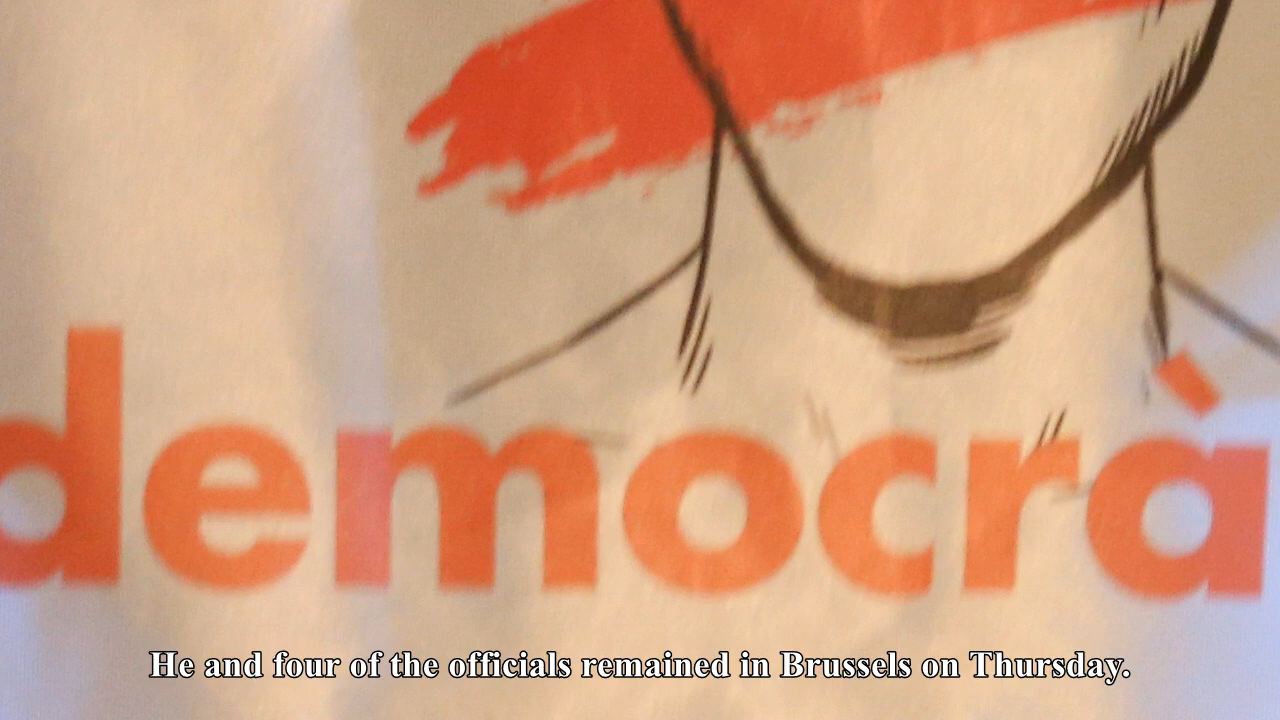 democrà
He and four of the officials remained in Brussels on Thursday.